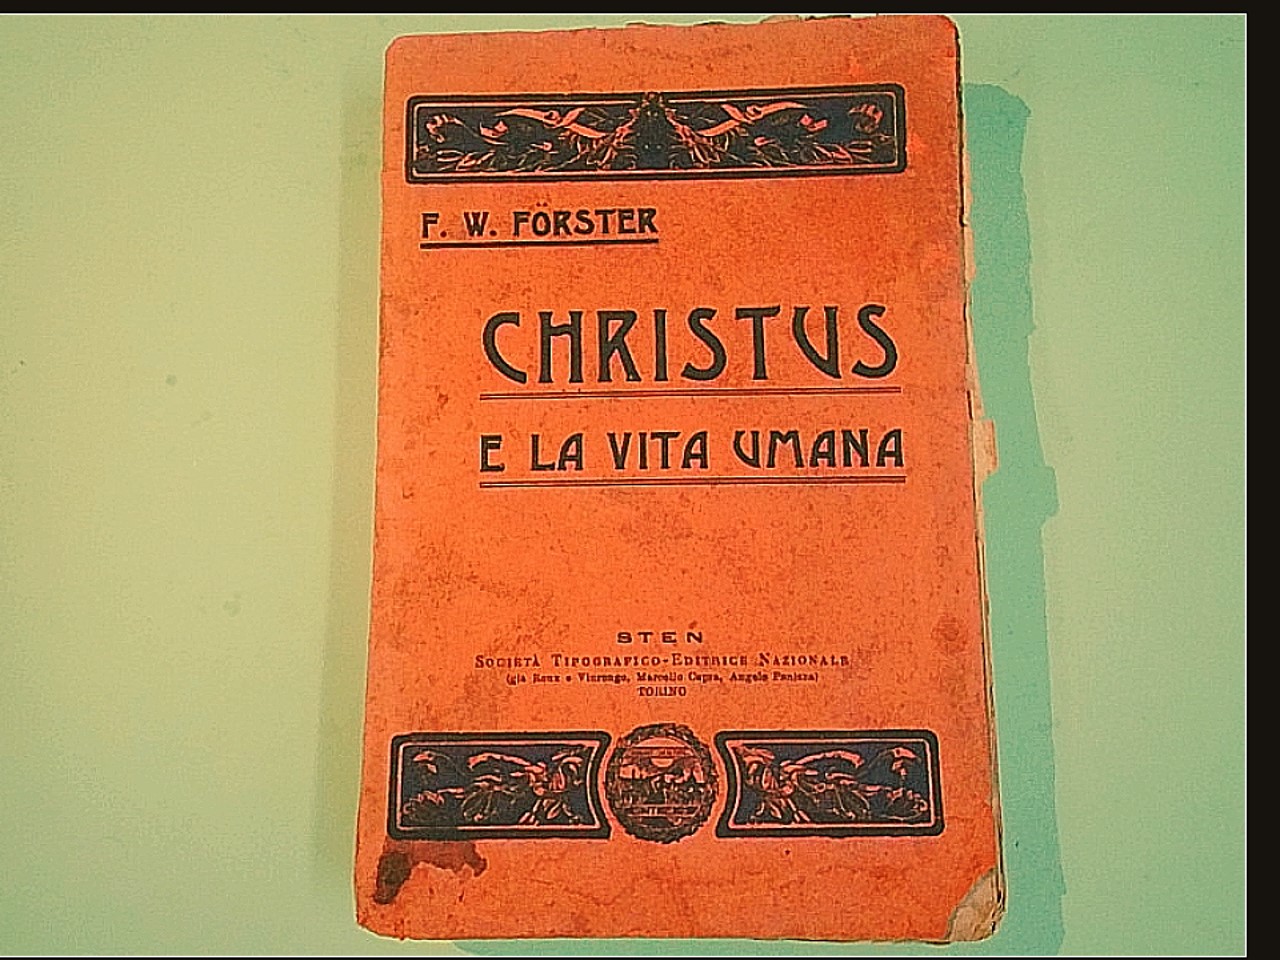 F. W. FÖRSTER
CHRISTUS
E LA VITA UMANA
STEN
SOCIETÀ TIPOGRAFICO-EDITRICE NAZIONALE
(già Roux e Viarengo, Marcello Capra, Angelo Panizza)
TORINO